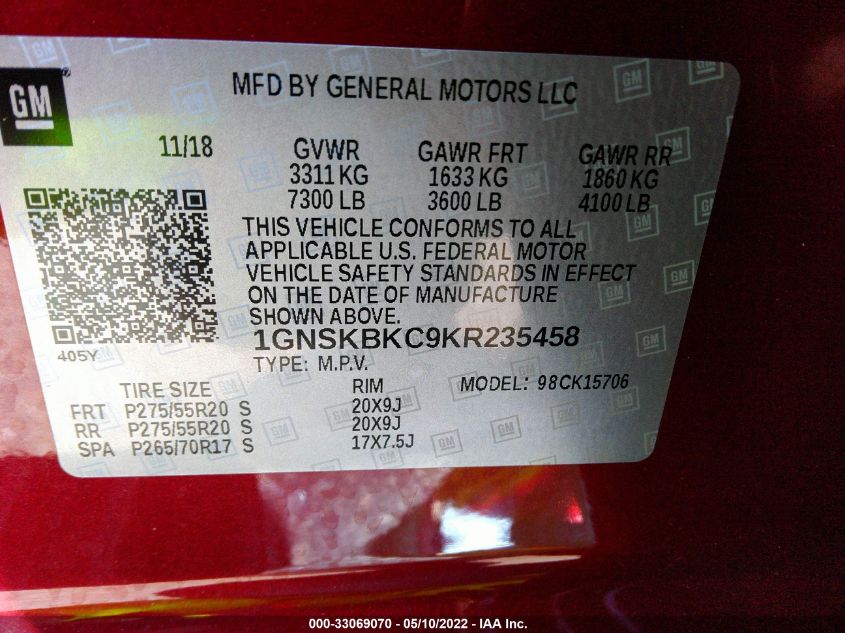 GM
MFD BY GENERAL MOTORS LLC
11/18 GVWR GAWR FRT GAWR RR
3311 KG 1633 KG 1860 KG
7300 LB 3600 LB 4100 LB
THIS VEHICLE CONFORMS TO ALL
APPLICABLE U.S. FEDERAL MOTOR
VEHICLE SAFETY STANDARDS IN EFFECT
ON THE DATE OF MANUFACTURE
SHOWN ABOVE.
405Y 1GNSKBKC9KR235458
TYPE: M.P.V.
TIRE SIZE RIM MODEL: 98CK15706
FRT P275/55R20 S 20X9J
RR P275/55R20 S 20X9J
SPA P265/70R17 S 17X7.5J
000-33069070 - 05/10/2022 - IAA Inc.